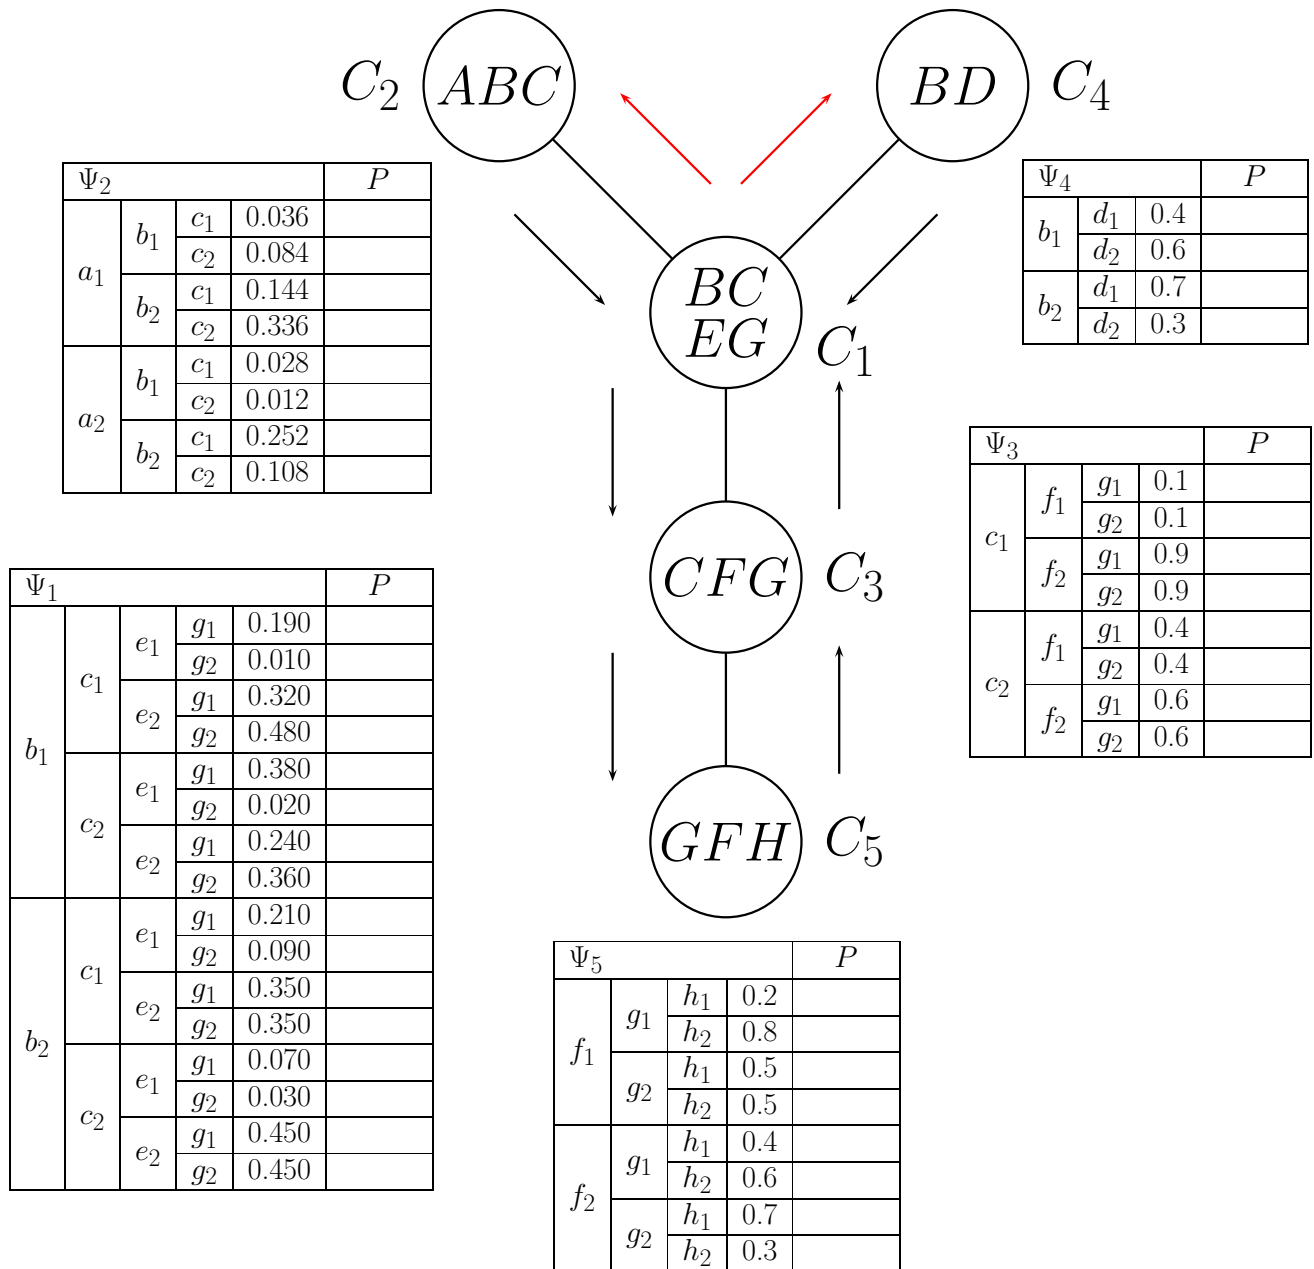 C2 ABC BD C4
BC
EG
C1
CFG C3
GFH C5
Ψ2 P
a1 b1 c1 0.036
c2 0.084
b2 c1 0.144
c2 0.336
a2 b1 c1 0.028
c2 0.012
b2 c1 0.252
c2 0.108
Ψ4 P
b1 d1 0.4
d2 0.6
b2 d1 0.7
d2 0.3
Ψ3 P
c1 f1 g1 0.1
g2 0.1
f2 g1 0.9
g2 0.9
c2 f1 g1 0.4
g2 0.4
f2 g1 0.6
g2 0.6
Ψ1 P
b1 c1 e1 g1 0.190
g2 0.010
e2 g1 0.320
g2 0.480
c2 e1 g1 0.380
g2 0.020
e2 g1 0.240
g2 0.360
b2 c1 e1 g1 0.210
g2 0.090
e2 g1 0.350
g2 0.350
c2 e1 g1 0.070
g2 0.030
e2 g1 0.450
g2 0.450
Ψ5 P
f1 g1 h1 0.2
h2 0.8
g2 h1 0.5
h2 0.5
f2 g1 h1 0.4
h2 0.6
g2 h1 0.7
h2 0.3